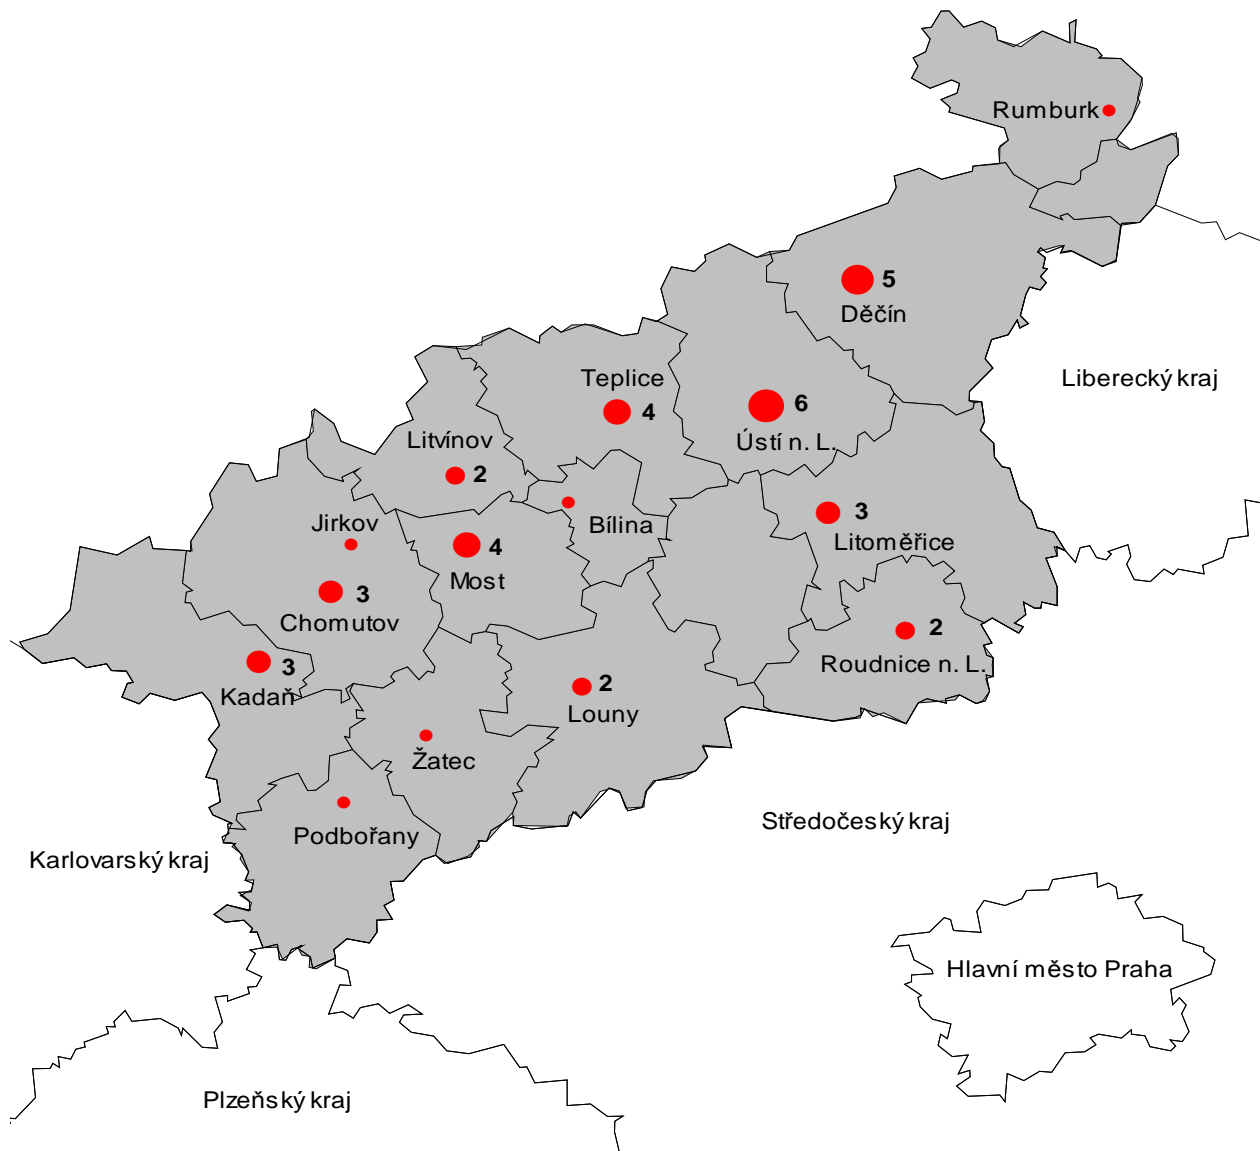 Rumburk
5
Děčín
Liberecký kraj
Teplice
4
6
Ústí n. L.
Litvínov
2
Bílina
3
Litoměřice
Jirkov
4
Most
3
Chomutov
2
Roudnice n. L.
3
Kadaň
2
Louny
Žatec
Podbořany
Středočeský kraj
Karlovarský kraj
Hlavní město Praha
Plzeňský kraj